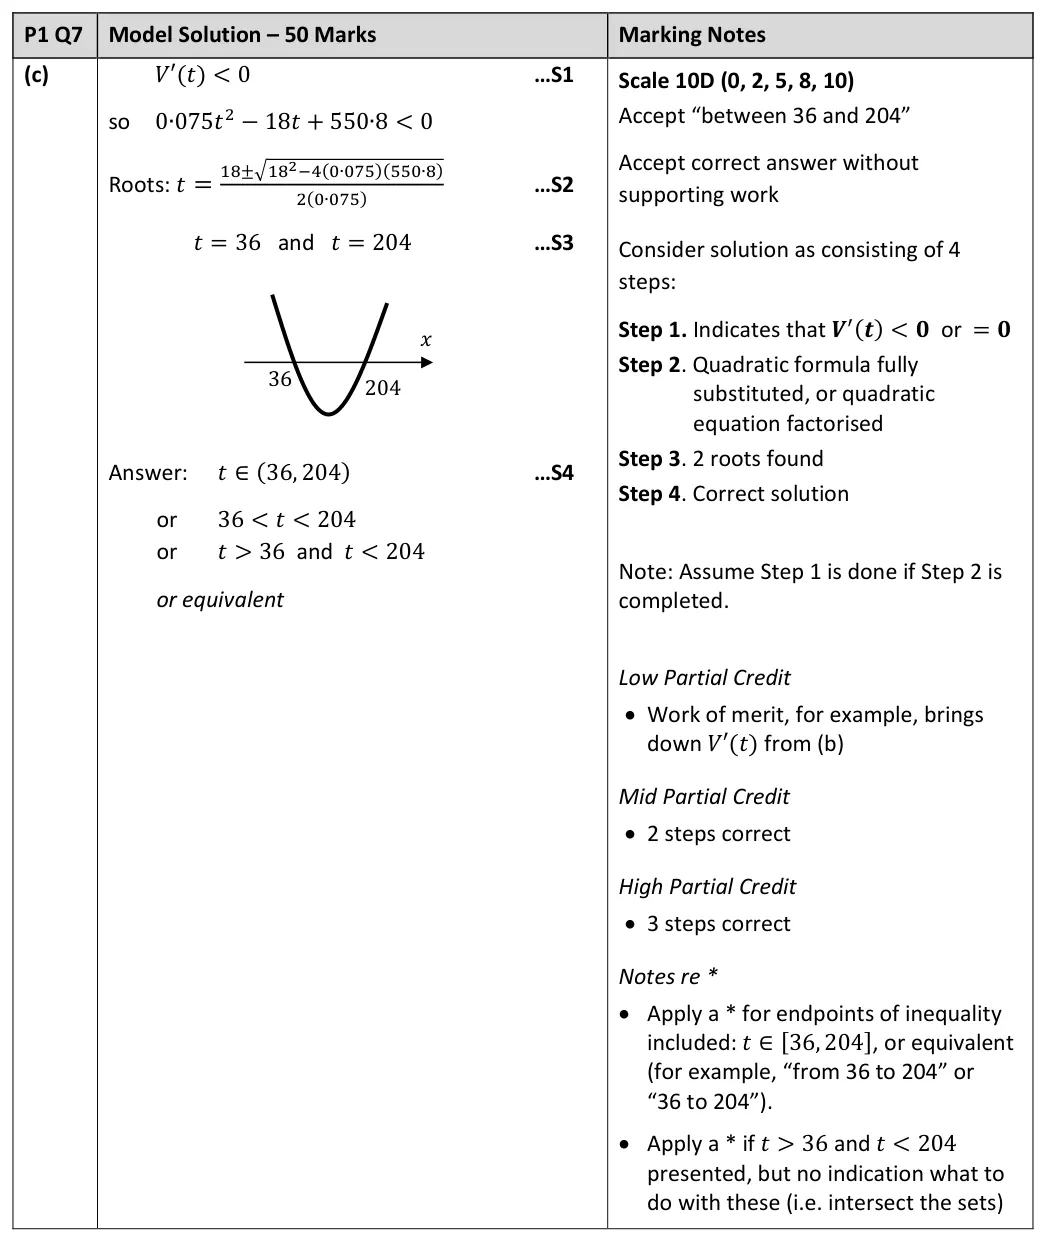 P1 Q7 Model Solution – 50 Marks Marking Notes
(c)
V′(t) < 0 …S1
so 0·075t² − 18t + 550·8 < 0
Roots: t = (18±√(18²−4(0·075)(550·8)))/(2(0·075)) …S2
t = 36 and t = 204 …S3
x
36
204
Answer: t ∈ (36, 204) …S4
or 36 < t < 204
or t > 36 and t < 204
or equivalent
Scale 10D (0, 2, 5, 8, 10)
Accept “between 36 and 204”
Accept correct answer without
supporting work
Consider solution as consisting of 4
steps:
Step 1. Indicates that V′(t) < 0 or = 0
Step 2. Quadratic formula fully
substituted, or quadratic
equation factorised
Step 3. 2 roots found
Step 4. Correct solution
Note: Assume Step 1 is done if Step 2 is
completed.
Low Partial Credit
• Work of merit, for example, brings
down V′(t) from (b)
Mid Partial Credit
• 2 steps correct
High Partial Credit
• 3 steps correct
Notes re *
• Apply a * for endpoints of inequality
included: t ∈ [36, 204], or equivalent
(for example, “from 36 to 204” or
“36 to 204”).
• Apply a * if t > 36 and t < 204
presented, but no indication what to
do with these (i.e. intersect the sets)